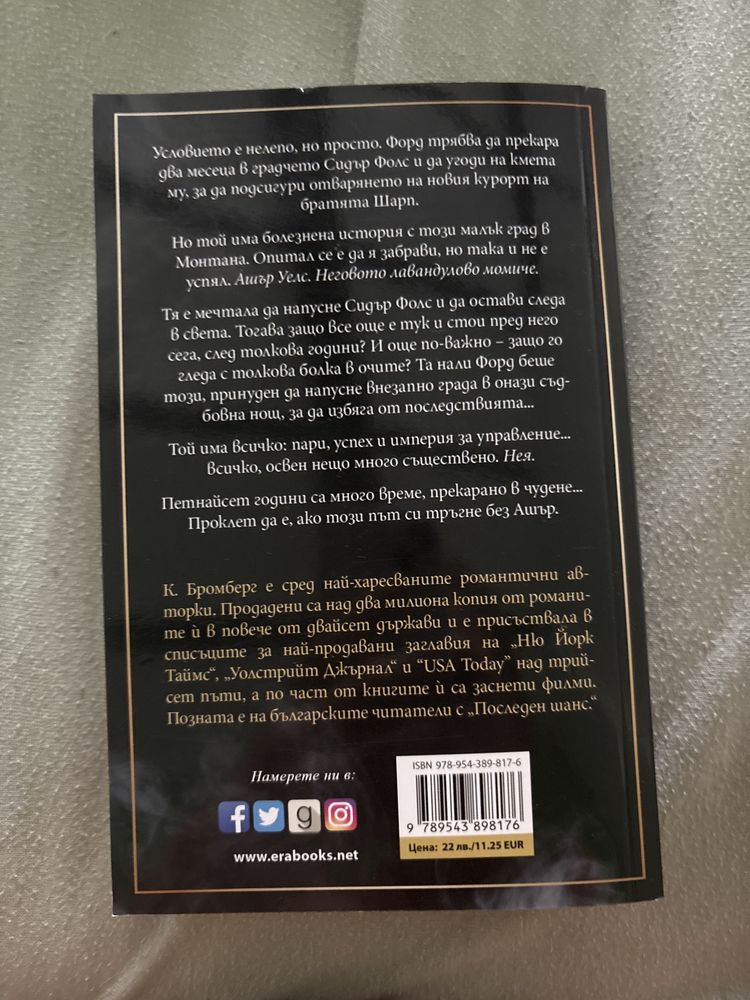 Условието е нелепо, но просто. Форд трябва да прекара
два месеца в градчето Сидър Фолс и да угоди на кмета
му, за да подсигури отварянето на новия курорт на
братята Шарп.
Но той има болезнена история с този малък град в
Монтана. Опитал се е да я забрави, но така и не е
успял. Ашър Уелс. Неговото лавандулово момиче.
Тя е мечтала да напусне Сидър Фолс и да остави следа
в света. Тогава защо все още е тук и стои пред него
сега, след толкова години? И още по-важно – защо го
гледа с толкова болка в очите? Та нали Форд беше
този, принуден да напусне внезапно града в онази съд-
бовна нощ, за да избяга от последствията...
Той има всичко: пари, успех и империя за управление...
всичко, освен нещо много съществено. Нея.
Петнайсет години са много време, прекарано в чудене...
Проклет да е, ако този път си тръгне без Ашър.
К. Бромберг е сред най-харесваните романтични ав-
торки. Продадени са над два милиона копия от романи-
те ѝ в повече от двайсет държави и е присъствала в
списъците за най-продавани заглавия на „Ню Йорк
Таймс“, „Уолстрийт Джърнал“ и “USA Today” над трий-
сет пъти, а по част от книгите ѝ са заснети филми.
Позната е на българските читатели с „Последен шанс.“
Намерете ни в:
f g
www.erabooks.net
ISBN 978-954-389-817-6
9 789543 898176
Цена: 22 лв./11.25 EUR